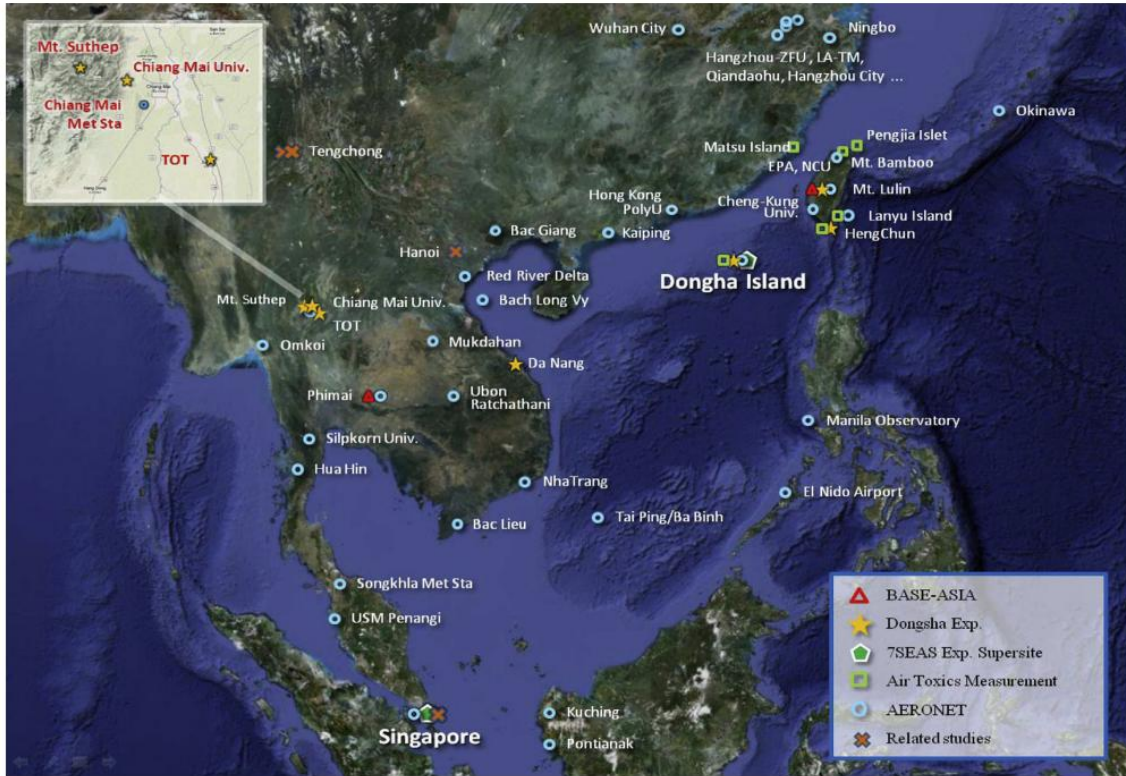 Mt. Suthep
Chiang Mai Univ.
Chiang Mai
Met Sta
TOT
Wuhan City
Ningbo
Hangzhou-ZFU , LA-TM,
Qiandaohu, Hangzhou City ...
Okinawa
Tengchong
Matsu Island
Pengjia Islet
EPA, NCU
Mt. Bamboo
Mt. Lulin
Hong Kong
PolyU
Cheng-Kung
Univ.
Lanyu Island
Bac Giang
Kaiping
HengChun
Hanoi
Red River Delta
Dongha Island
Mt. Suthep
Chiang Mai Univ.
Bach Long Vy
TOT
Omkoi
Mukdahan
Da Nang
Phimai
Ubon
Ratchathani
Manila Observatory
Silpkorn Univ.
Hua Hin
NhaTrang
El Nido Airport
Bac Lieu
Tai Ping/Ba Binh
Songkhla Met Sta
USM Penangi
Kuching
Singapore
Pontianak
BASE-ASIA
Dongsha Exp.
7SEAS Exp. Supersite
Air Toxics Measurement
AERONET
Related studies